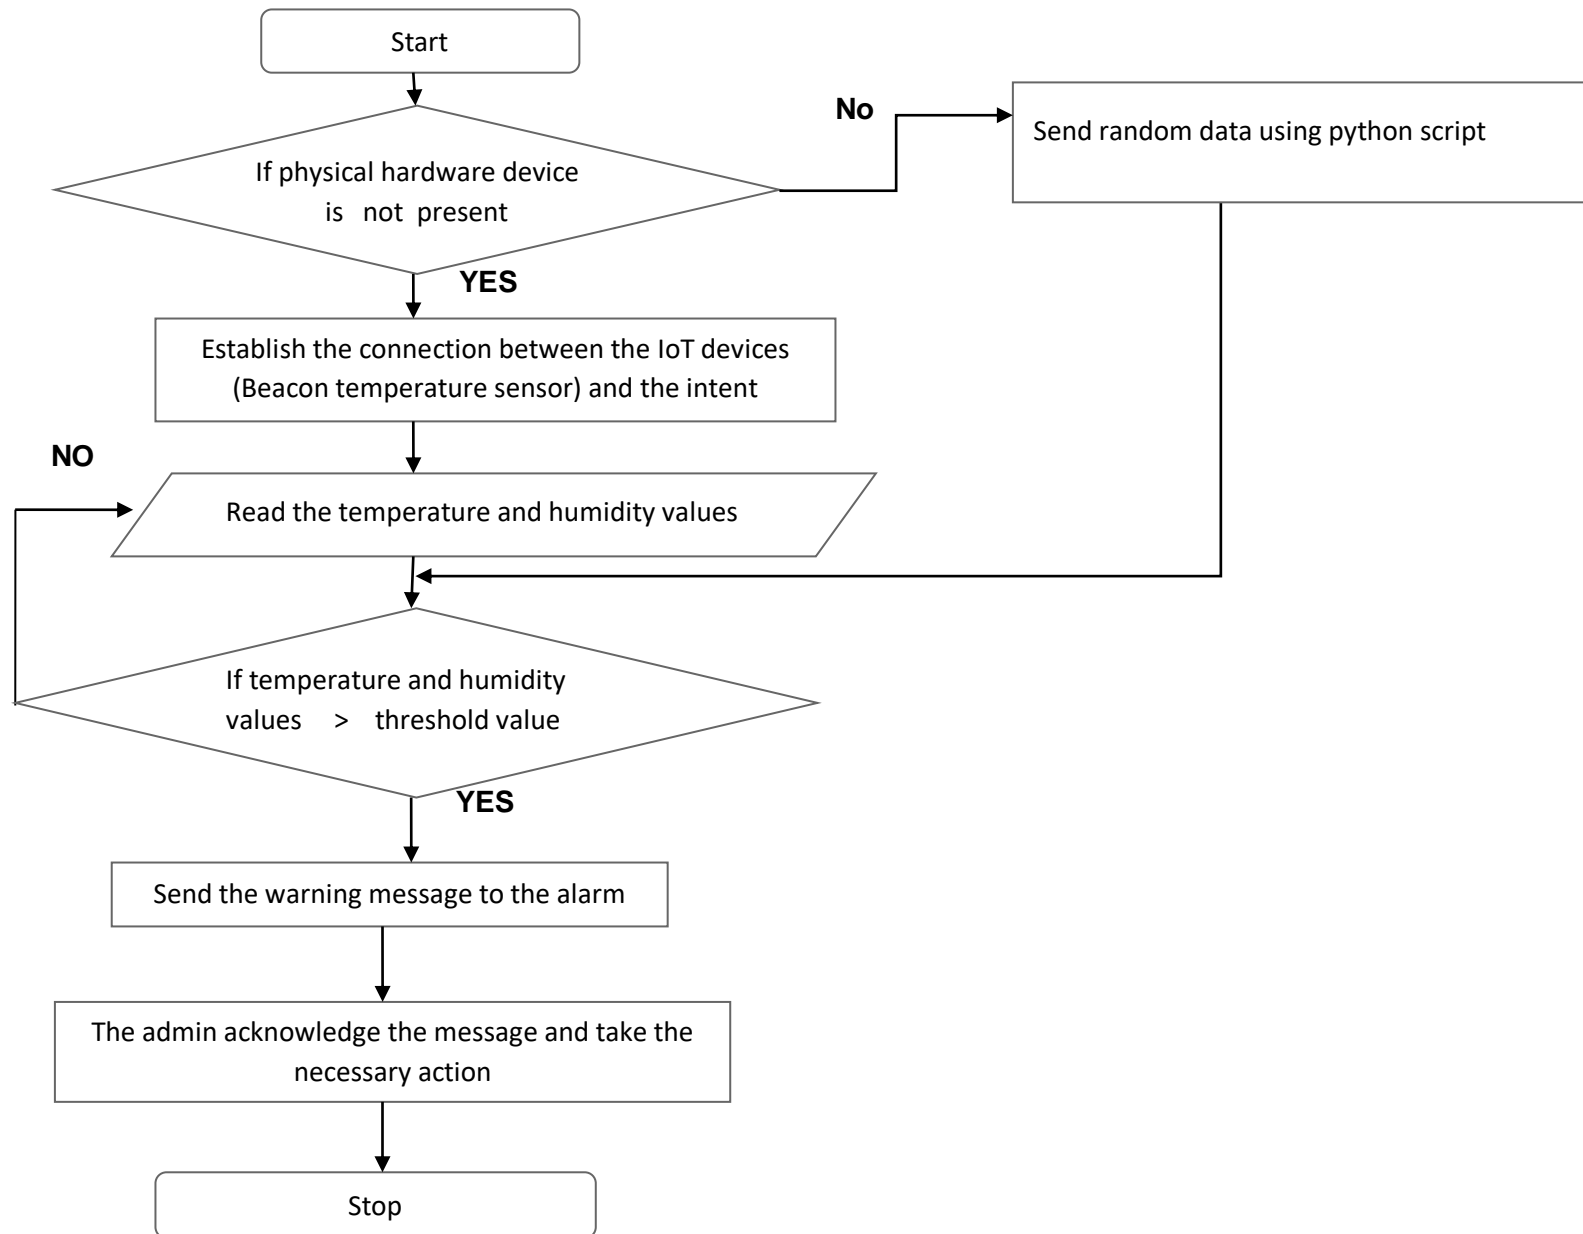 Start
No
Send random data using python script
If physical hardware device
is not present
YES
Establish the connection between the IoT devices
(Beacon temperature sensor) and the intent
NO
Read the temperature and humidity values
If temperature and humidity
values > threshold value
YES
Send the warning message to the alarm
The admin acknowledge the message and take the
necessary action
Stop